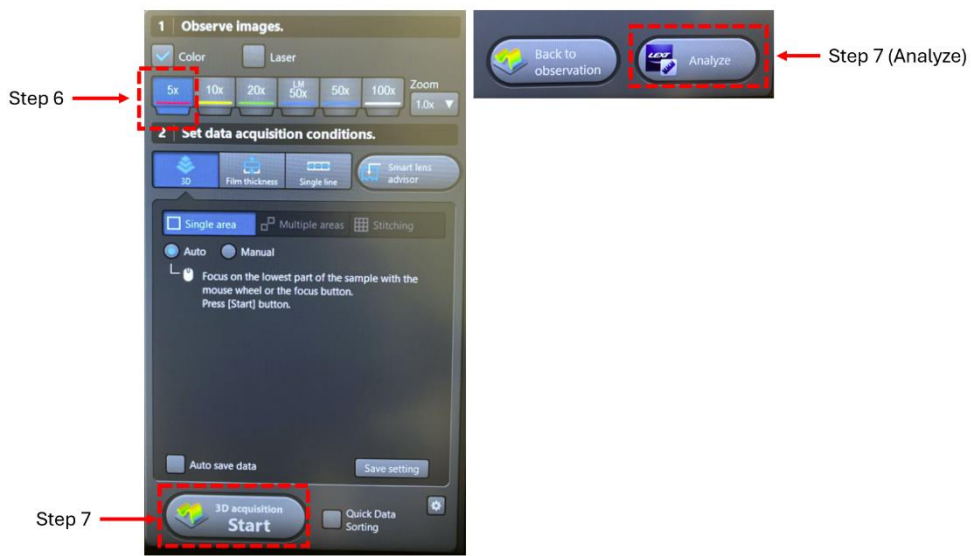 1 Observe images.
Color Laser
5x 10x 20x LM 50x 50x 100x Zoom
1.0x
Step 6
2 Set data acquisition conditions.
3D Film thickness Single line Smart lens advisor
Single area Multiple areas Stitching
Auto Manual
Focus on the lowest part of the sample with the
mouse wheel or the focus button.
Press [Start] button.
Auto save data Save setting
Step 7
3D acquisition
Start
Quick Data
Sorting
Back to
observation
LEXT
Analyze
Step 7 (Analyze)